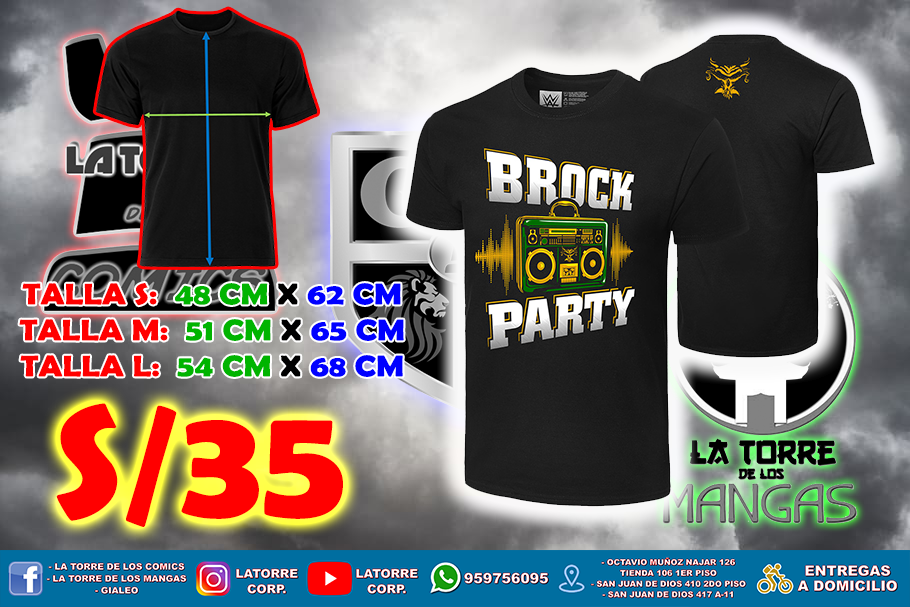 TALLA S: 48 CM X 62 CM
TALLA M: 51 CM X 65 CM
TALLA L: 54 CM X 68 CM
S/35
W
BROCK
PARTY
LA TORRE
DE LOS
MANGAS
LA TOR
COMICS
- LA TORRE DE LOS COMICS
- LA TORRE DE LOS MANGAS
- GIALEO
LATORRE
CORP.
LATORRE
CORP.
959756095
- OCTAVIO MUÑOZ NAJAR 126
TIENDA 106 1ER PISO
- SAN JUAN DE DIOS 410 2DO PISO
- SAN JUAN DE DIOS 417 A-11
ENTREGAS
A DOMICILIO